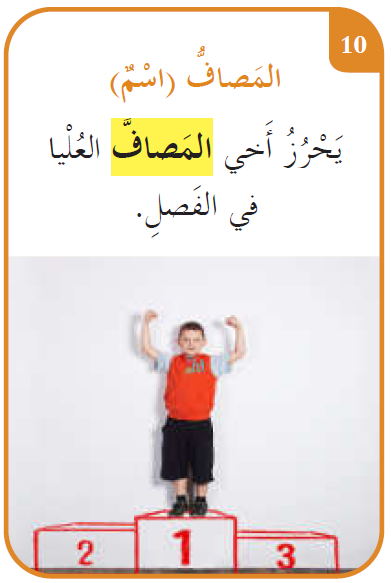 10
المَصافُّ (اسْمٌ)
يَحْرُزُ أَخي المَصافَّ العُلْيا
في الفَصلِ.
2 1 3